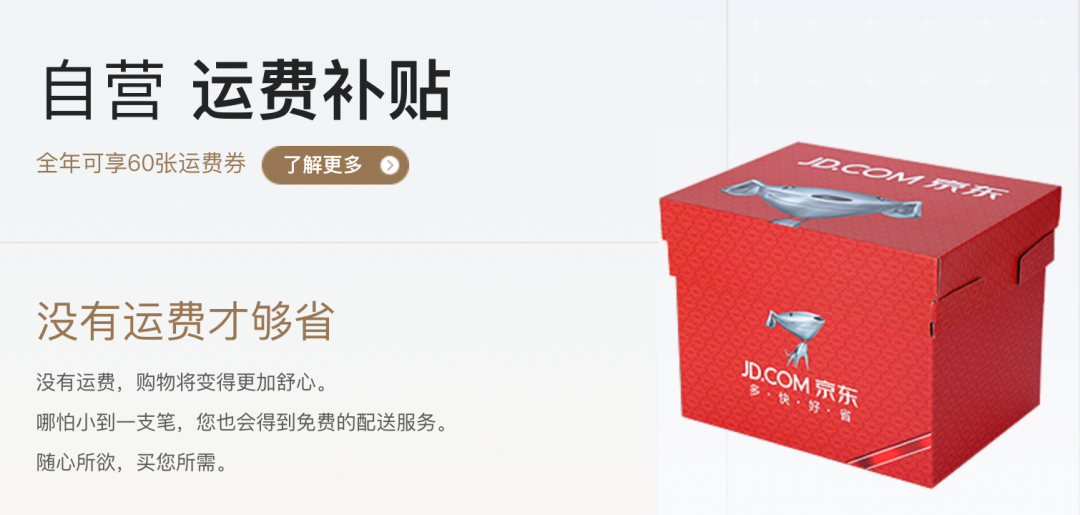 自营 运费补贴
全年可享60张运费券 了解更多
没有运费才够省
没有运费，购物将变得更加舒心。
哪怕小到一支笔，您也会得到免费的配送服务。
随心所欲，买您所需。
JD.COM 京东
JD.COM 京东
多·快·好·省